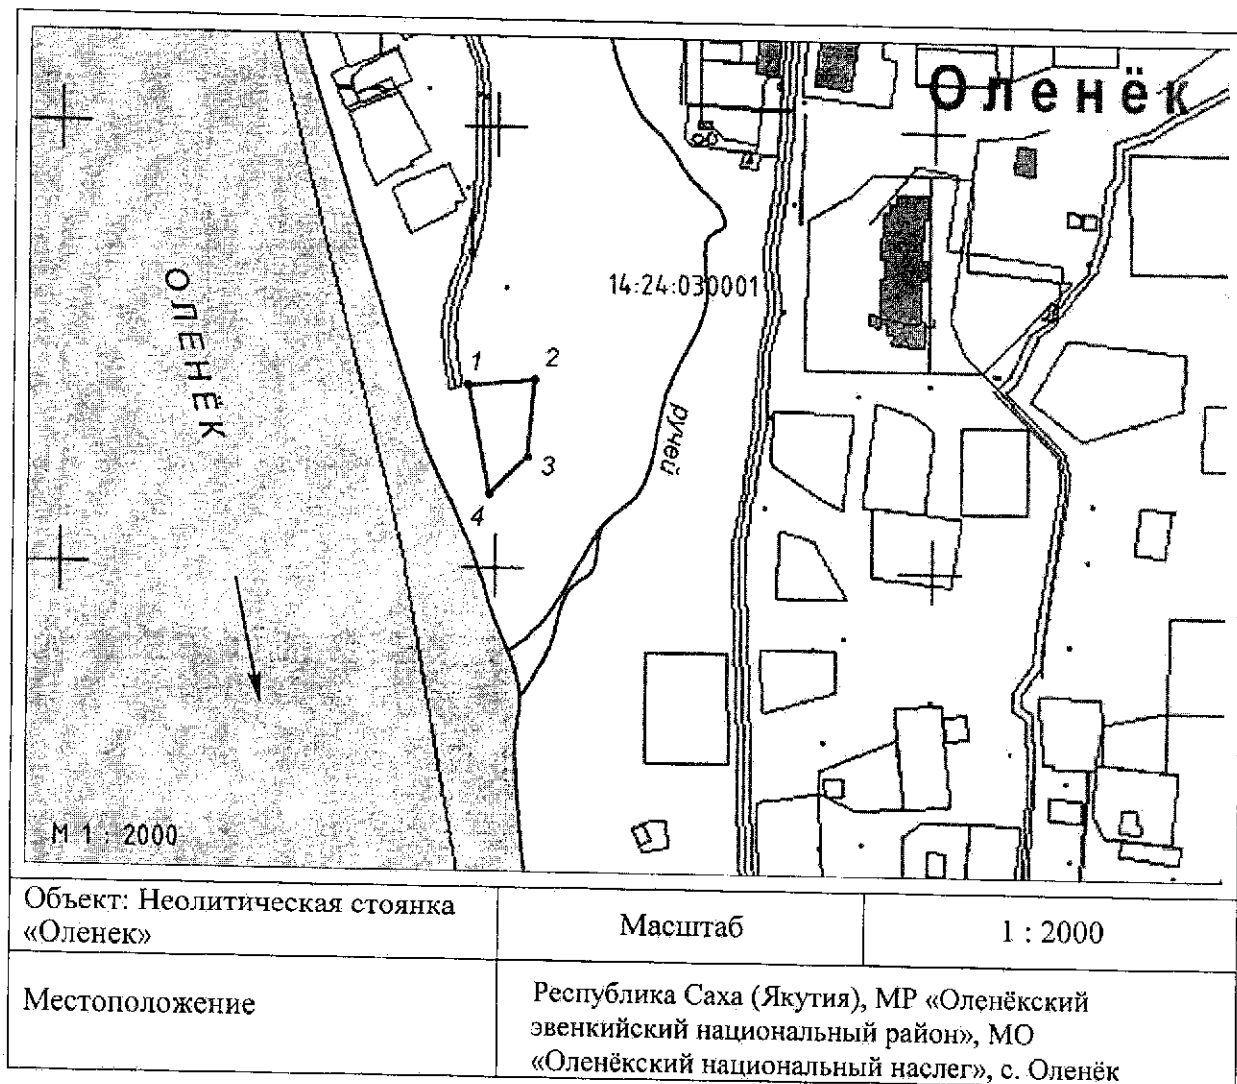 Оленёк
14:24:030001
ОЛЕНЁК
1
2
3
4
ручей
М 1 : 2000
Объект: Неолитическая стоянка
«Оленек»
Масштаб
1 : 2000
Местоположение
Республика Саха (Якутия), МР «Оленёкский
эвенкийский национальный район», МО
«Оленёкский национальный наслег», с. Оленёк